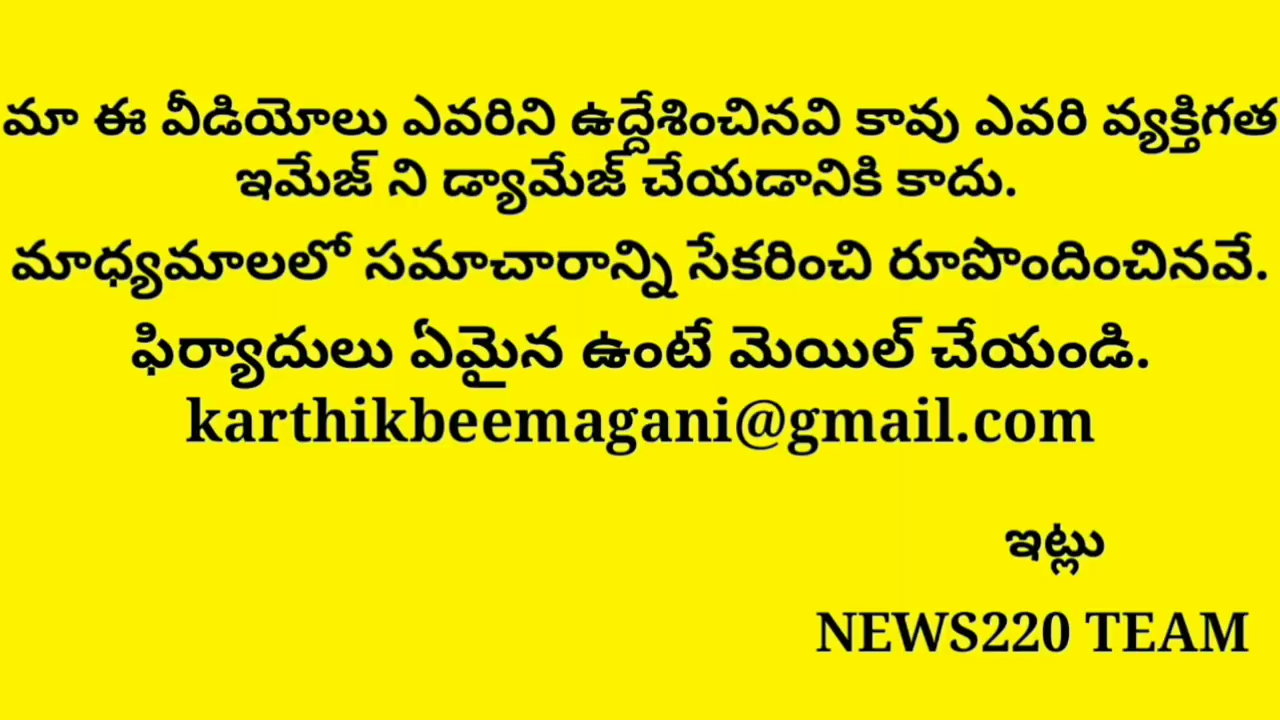 మా ఈ వీడియోలు ఎవరిని ఉద్దేశించినవి కావు ఎవరి వ్యక్తిగత
ఇమేజ్ ని డ్యామేజ్ చేయడానికి కాదు.
మాధ్యమాలలో సమాచారాన్ని సేకరించి రూపొందించినవే.
ఫిర్యాదులు ఏమైన ఉంటే మెయిల్ చేయండి.
karthikbeemagani@gmail.com
ఇట్లు
NEWS220 TEAM